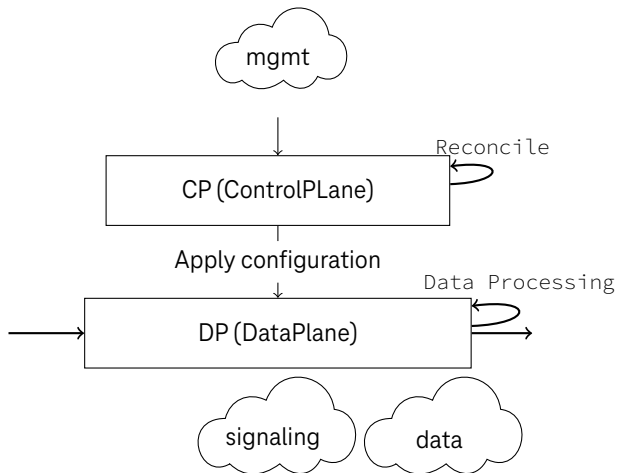 mgmt
Reconcile
CP (ControlPLane)
Apply configuration
Data Processing
DP (DataPlane)
signaling
data